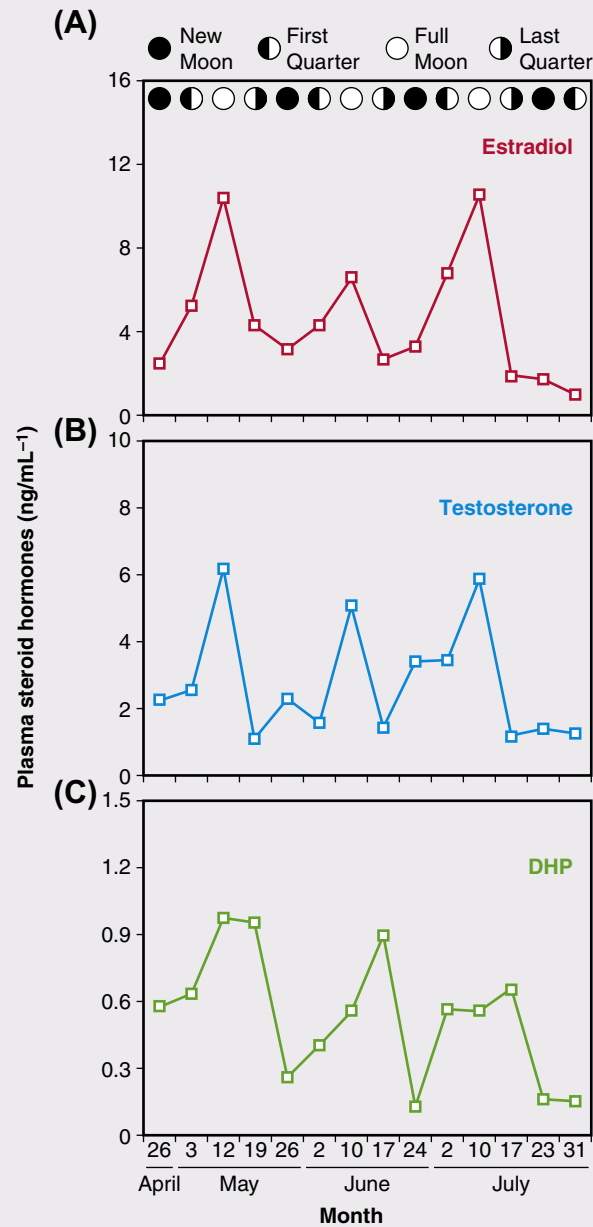 (A)
New Moon
First Quarter
Full Moon
Last Quarter
16
12
8
4
0
Estradiol
(B)
10
8
6
4
2
0
Testosterone
Plasma steroid hormones (ng/mL⁻¹)
(C)
1.5
1.2
0.9
0.6
0.3
0
DHP
26 3 12 19 26 2 10 17 24 2 10 17 23 31
April May June July
Month